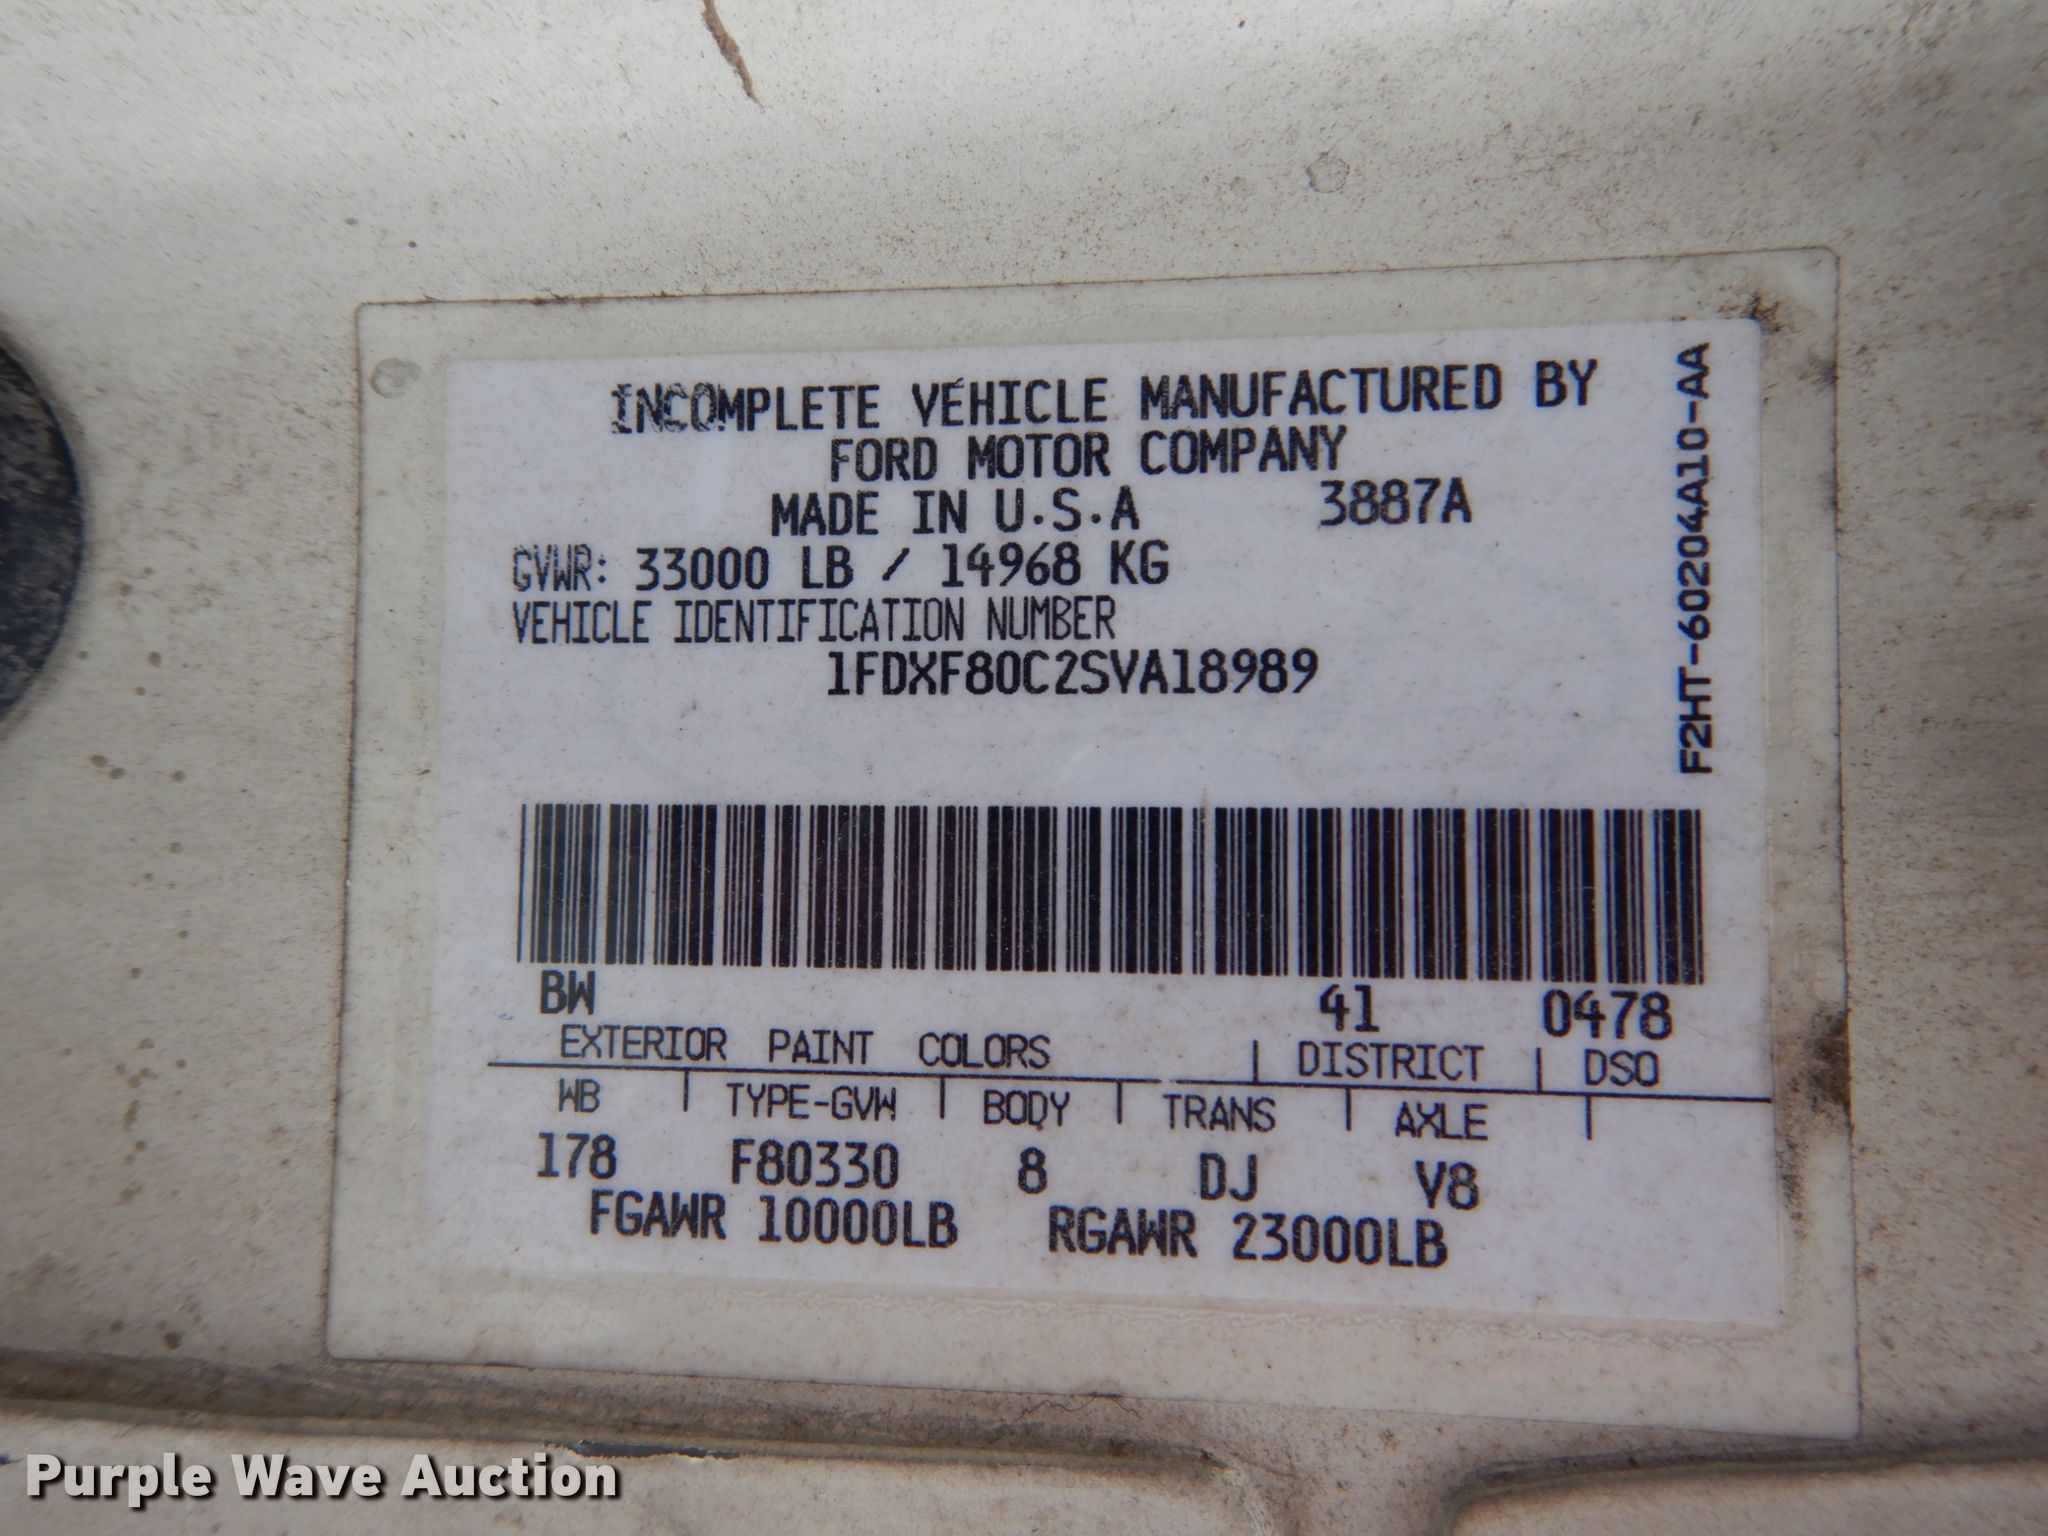 INCOMPLETE VEHICLE MANUFACTURED BY
FORD MOTOR COMPANY
MADE IN U.S.A 3887A
GVWR: 33000 LB / 14968 KG
VEHICLE IDENTIFICATION NUMBER
1FDXF80C2SVA18989
F2HT-60204A10-AA
BW 41 0478
EXTERIOR PAINT COLORS | DISTRICT | DSO
WB | TYPE-GVW | BODY | TRANS | AXLE |
178 F80330 8 DJ V8
FGAWR 10000LB RGAWR 23000LB
Purple Wave Auction